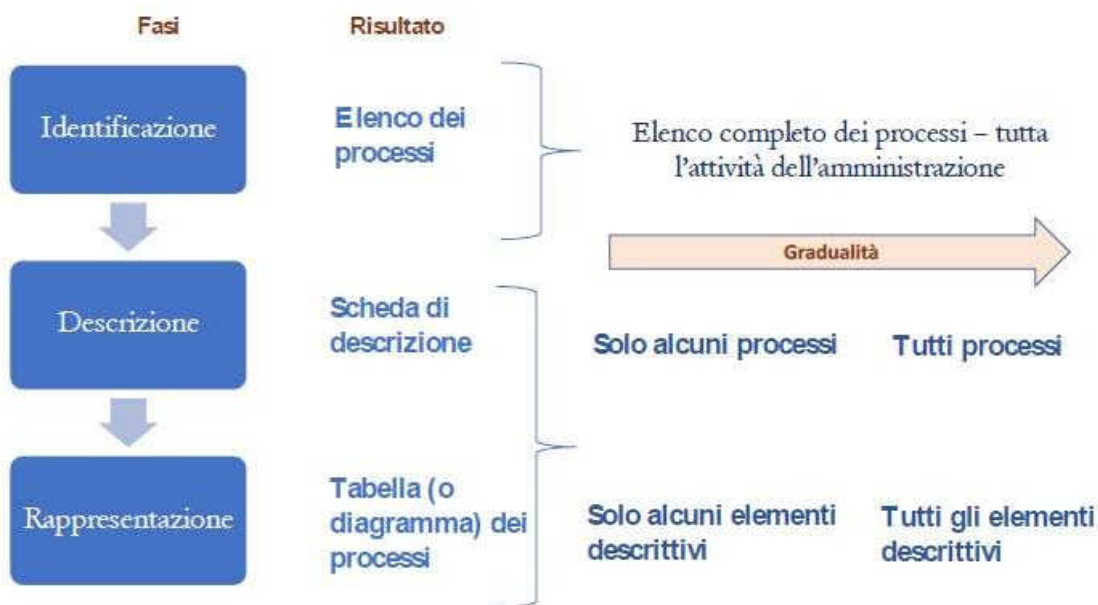 Fasi
Risultato
Identificazione
Elenco dei
processi
Elenco completo dei processi – tutta
l'attività dell'amministrazione
Gradualità
Descrizione
Scheda di
descrizione
Solo alcuni processi
Tutti processi
Rappresentazione
Tabella (o
diagramma) dei
processi
Solo alcuni elementi
descrittivi
Tutti gli elementi
descrittivi